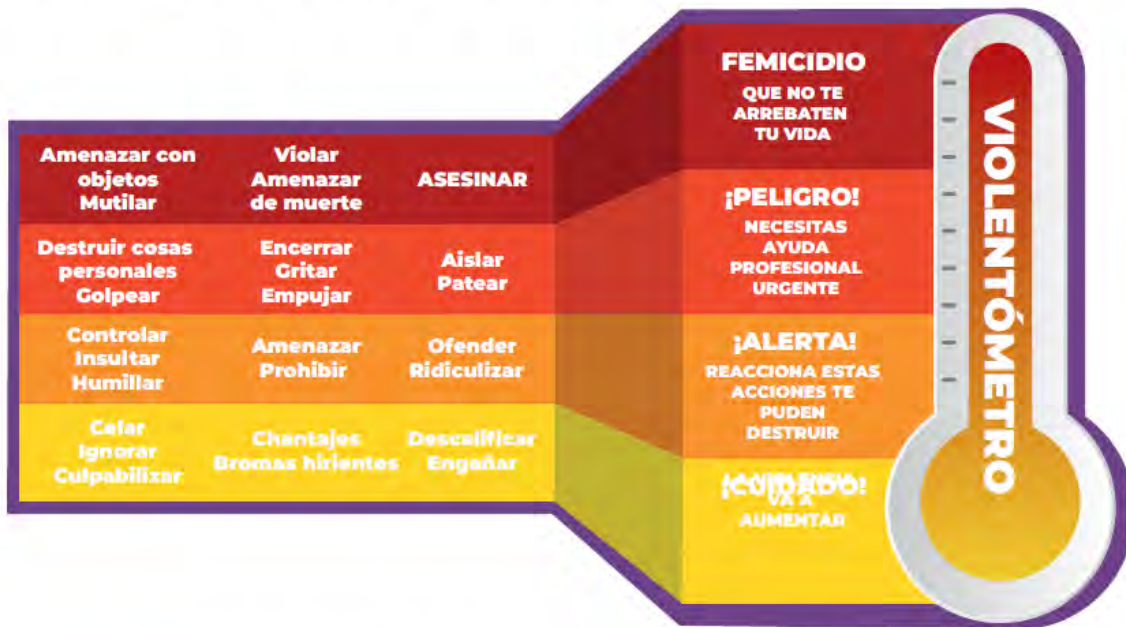 Amenazar con
objetos
Mutilar
Violar
Amenazar
de muerte
ASESINAR
Destruir cosas
personales
Golpear
Encerrar
Gritar
Empujar
Aislar
Patear
Controlar
Insultar
Humillar
Amenazar
Prohibir
Ofender
Ridiculizar
Celar
Ignorar
Culpabilizar
Chantajes
Bromas hirientes
Descalificar
Engañar
FEMICIDIO
QUE NO TE
ARREBATEN
TU VIDA
¡PELIGRO!
NECESITAS
AYUDA
PROFESIONAL
URGENTE
¡ALERTA!
REACCIONA ESTAS
ACCIONES TE
PUDEN
DESTRUIR
¡CUIDADO!
LA VIOLENCIA
VA A
AUMENTAR
VIOLENTÓMETRO